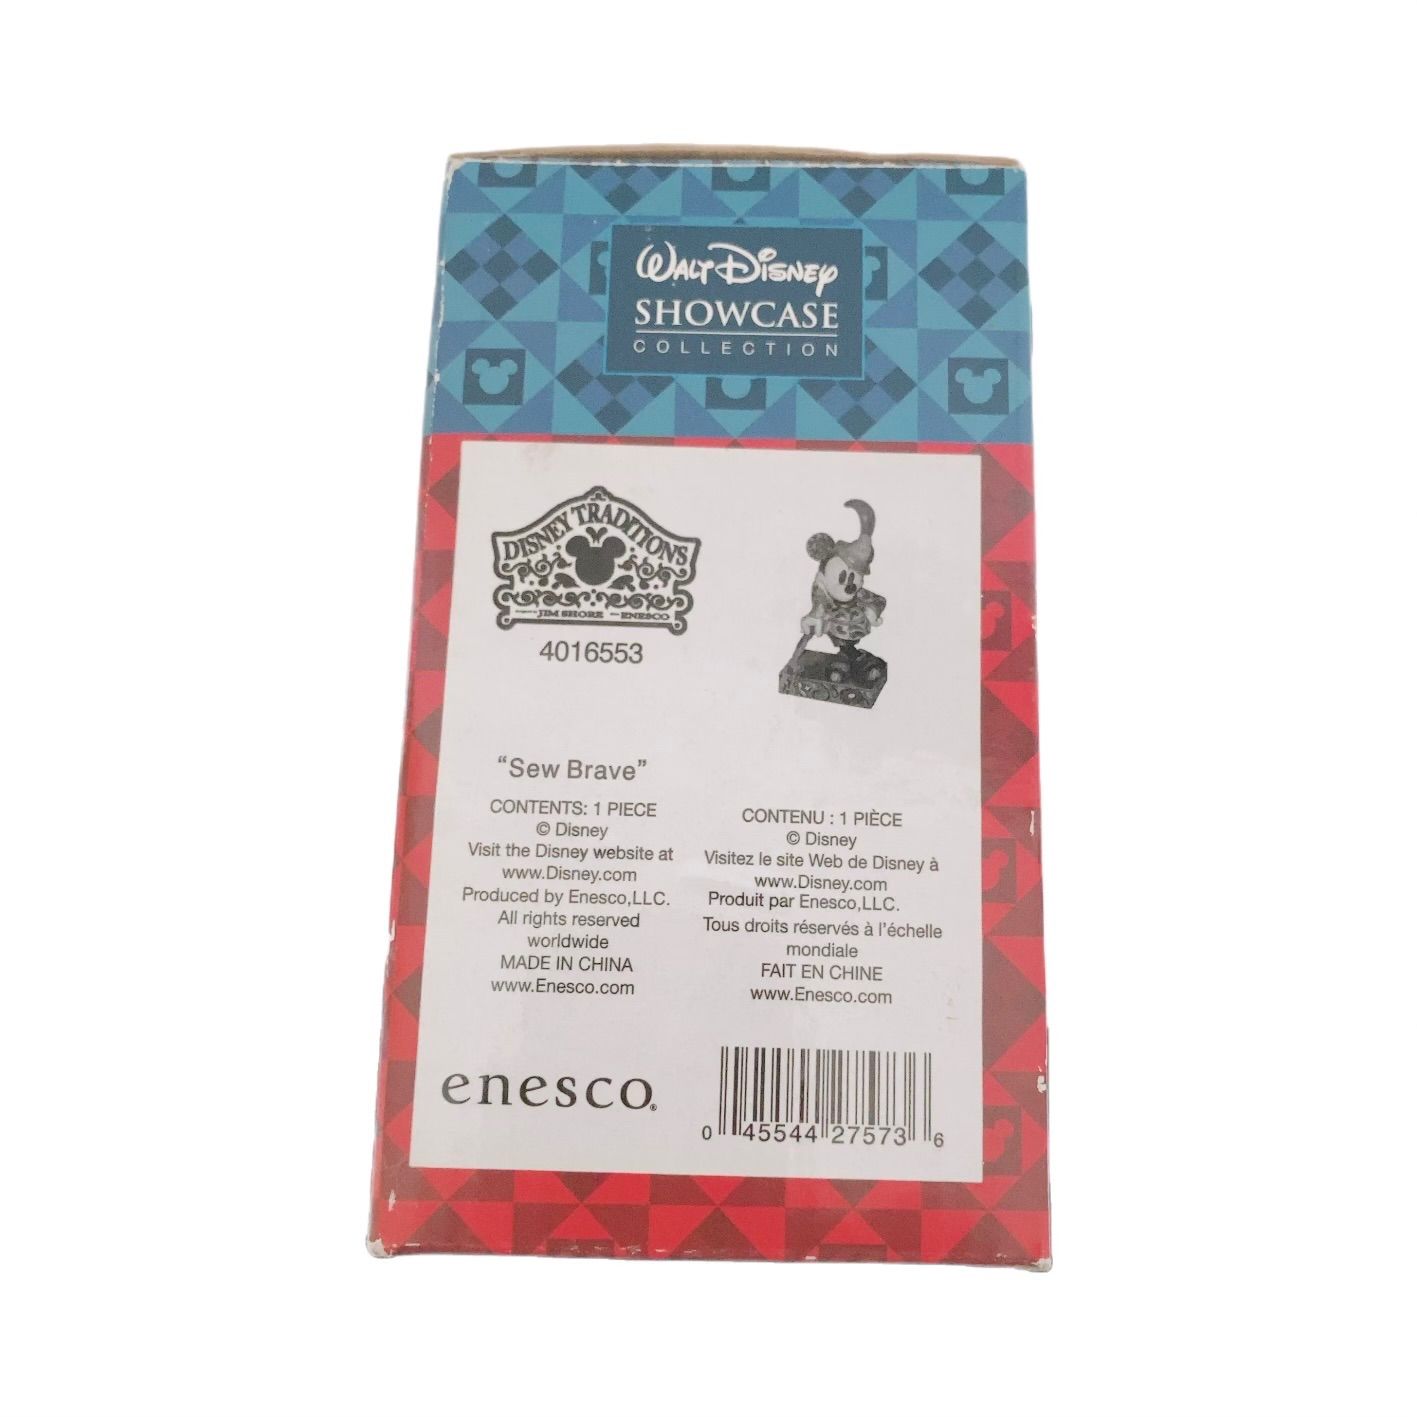 WALT DISNEY
SHOWCASE
COLLECTION
DISNEY TRADITIONS
JIM SHORE ENESCO
4016553
"Sew Brave"
CONTENTS: 1 PIECE
© Disney
Visit the Disney website at
www.Disney.com
Produced by Enesco,LLC.
All rights reserved
worldwide
MADE IN CHINA
www.Enesco.com
CONTENU : 1 PIÈCE
© Disney
Visitez le site Web de Disney à
www.Disney.com
Produit par Enesco,LLC.
Tous droits réservés à l'échelle
mondiale
FAIT EN CHINE
www.Enesco.com
enesco®
0 45544 27573 6